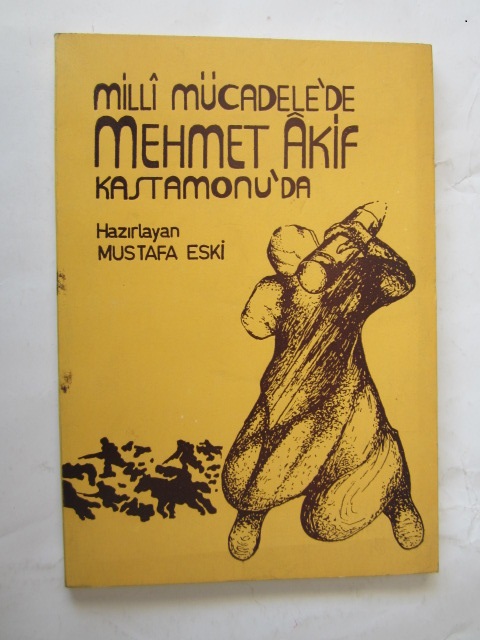 MİLLÎ MÜCADELE'DE
MEHMET ÂKİF
KASTAMONU'DA
Hazırlayan
MUSTAFA ESKİ